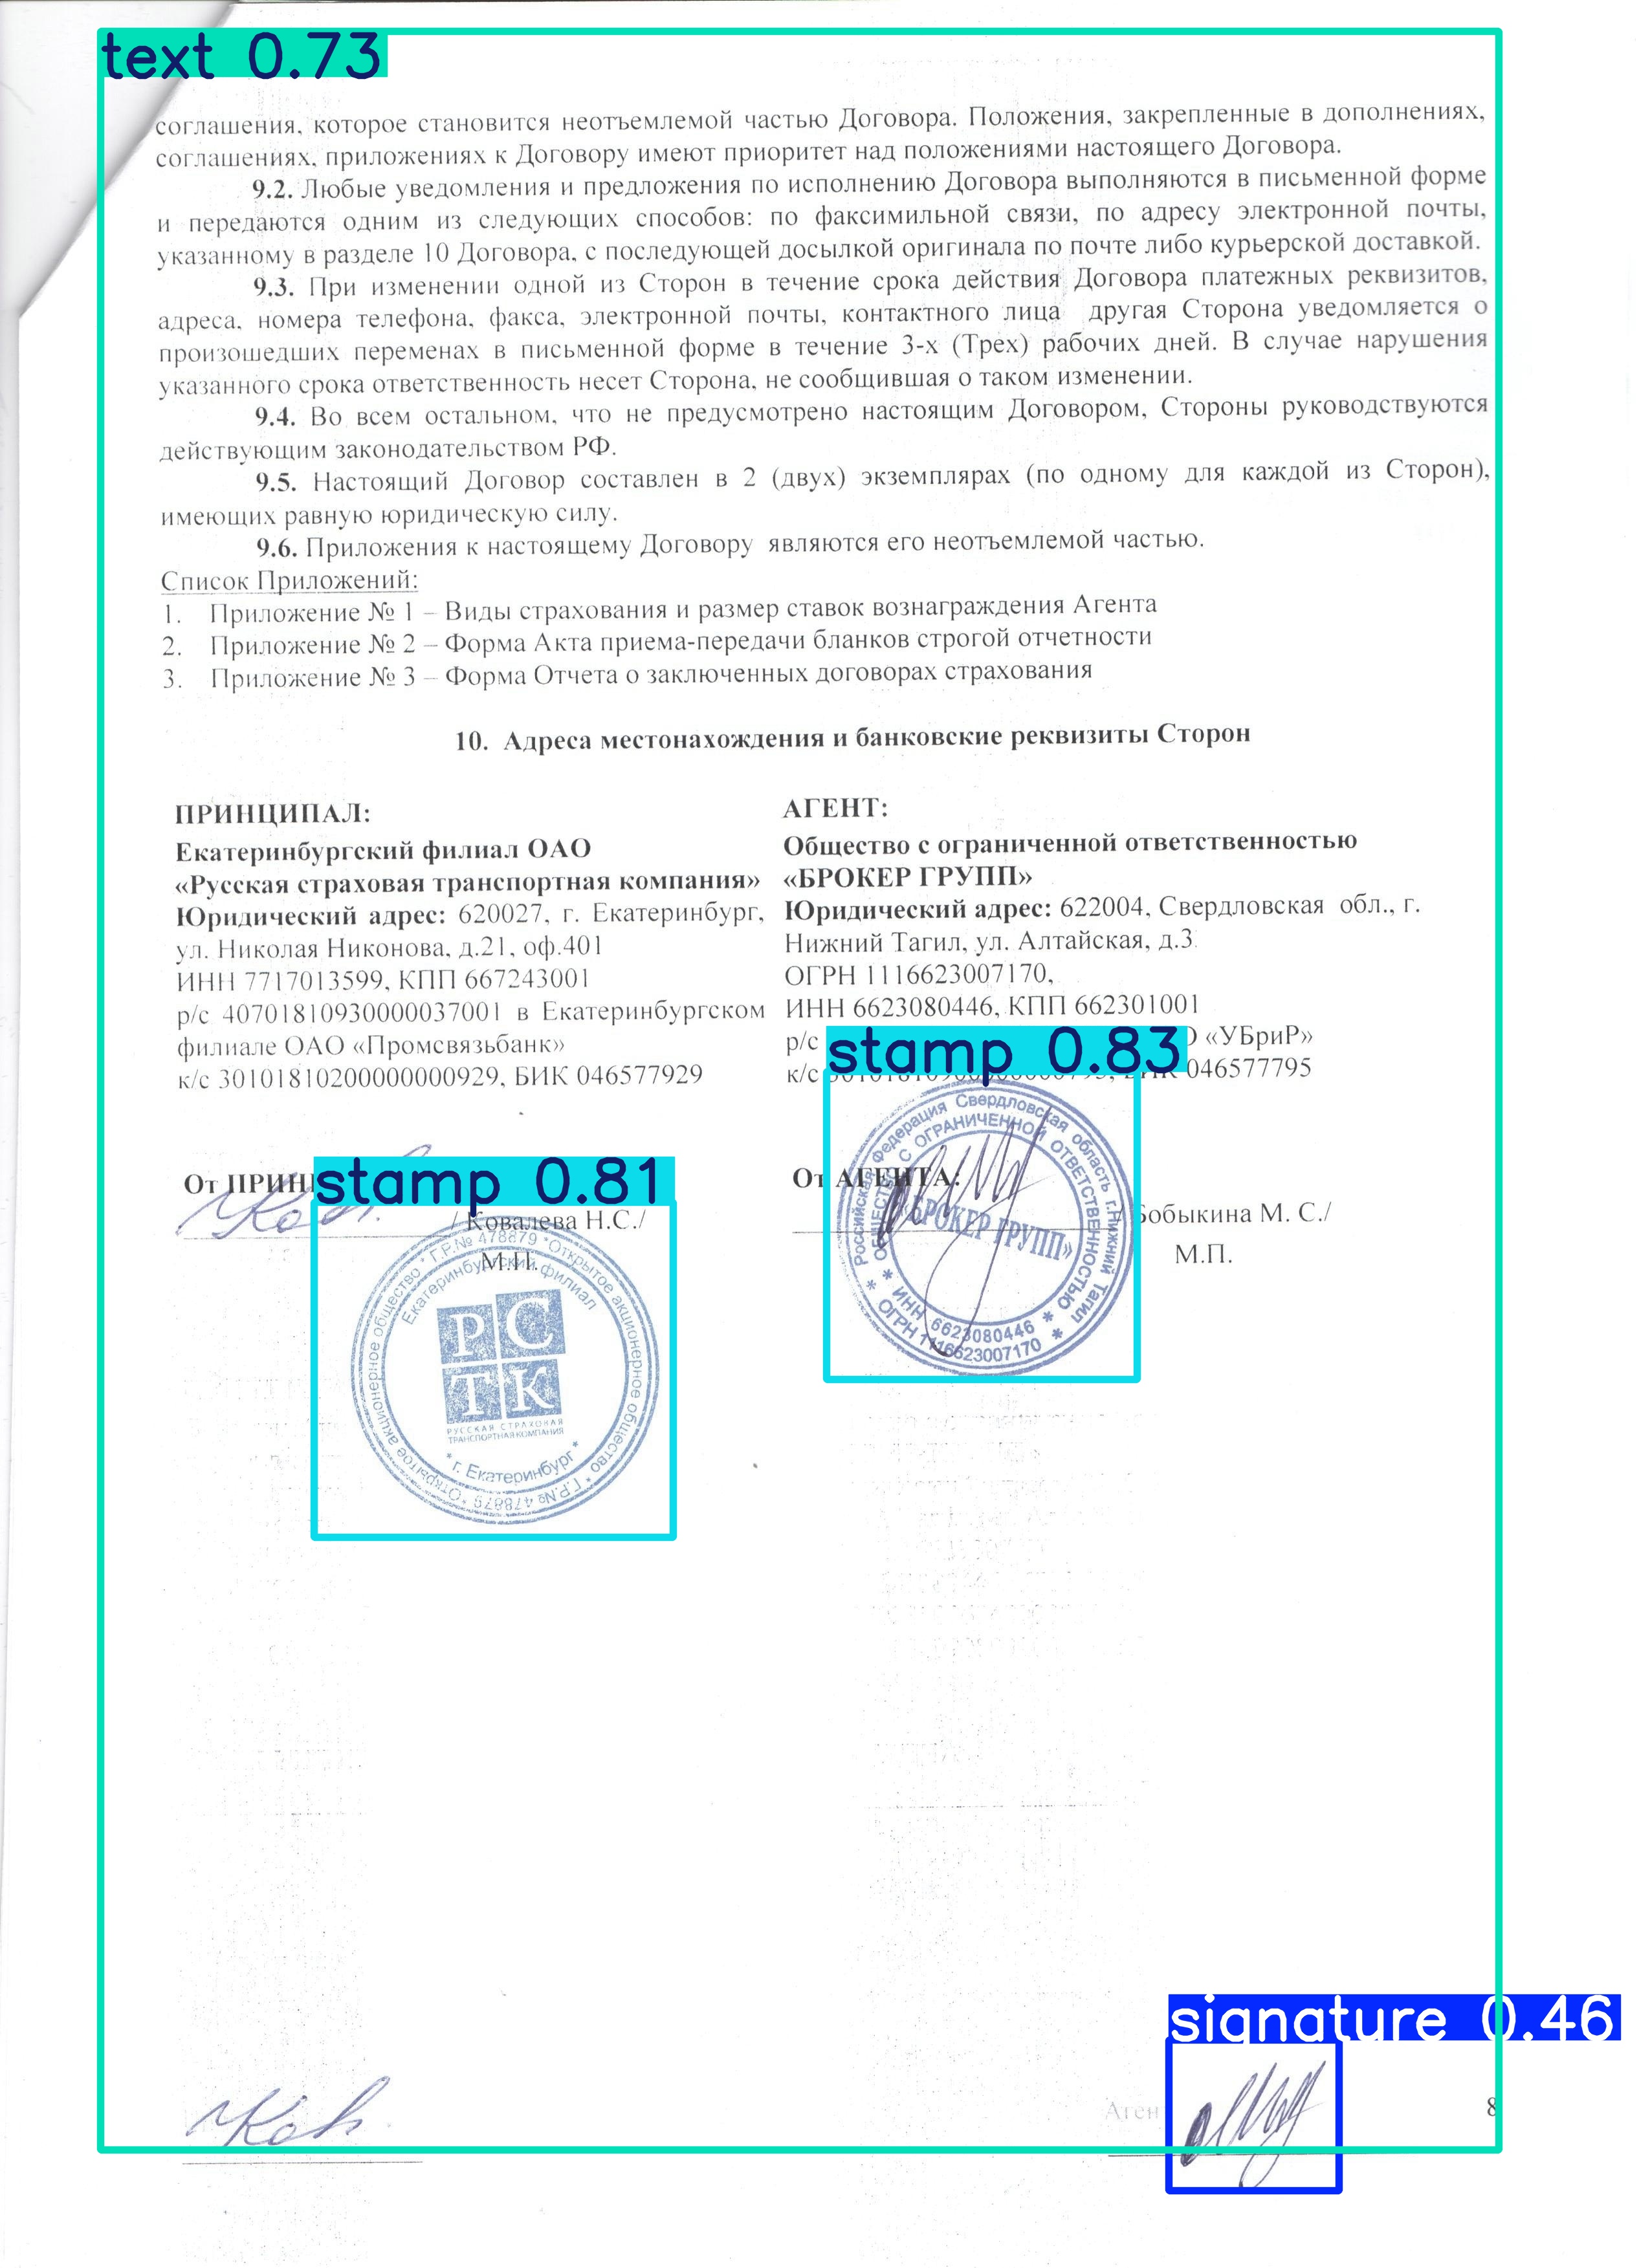 text 0.73
соглашения, которое становится неотъемлемой частью Договора. Положения, закрепленные в дополнениях,
соглашениях, приложениях к Договору имеют приоритет над положениями настоящего Договора.
9.2. Любые уведомления и предложения по исполнению Договора выполняются в письменной форме
и передаются одним из следующих способов: по факсимильной связи, по адресу электронной почты,
указанному в разделе 10 Договора, с последующей досылкой оригинала по почте либо курьерской доставкой.
9.3. При изменении одной из Сторон в течение срока действия Договора платежных реквизитов,
адреса, номера телефона, факса, электронной почты, контактного лица другая Сторона уведомляется о
произошедших переменах в письменной форме в течение 3-х (Трех) рабочих дней. В случае нарушения
указанного срока ответственность несет Сторона, не сообщившая о таком изменении.
9.4. Во всем остальном, что не предусмотрено настоящим Договором, Стороны руководствуются
действующим законодательством РФ.
9.5. Настоящий Договор составлен в 2 (двух) экземплярах (по одному для каждой из Сторон),
имеющих равную юридическую силу.
9.6. Приложения к настоящему Договору являются его неотъемлемой частью.
Список Приложений:
1. Приложение № 1 – Виды страхования и размер ставок вознаграждения Агента
2. Приложение № 2 – Форма Акта приема-передачи бланков строгой отчетности
3. Приложение № 3 – Форма Отчета о заключенных договорах страхования
10. Адреса местонахождения и банковские реквизиты Сторон
ПРИНЦИПАЛ:
Екатеринбургский филиал ОАО
«Русская страховая транспортная компания»
Юридический адрес: 620027, г. Екатеринбург,
ул. Николая Никонова, д.21, оф.401
ИНН 7717013599, КПП 667243001
р/с 40701810930000037001 в Екатеринбургском
филиале ОАО «Промсвязьбанк»
к/с 30101810200000000929, БИК 046577929
От ПРИН
stamp 0.81
/ Ковалева Н.С./
М.П.
Открытое акционерное общество * Г.Р.№ 478879 * Открытое акционерное общество * Г.Р.№ 478879 *
Екатеринбургский филиал
РСТК
РУССКАЯ СТРАХОВАЯ
ТРАНСПОРТНАЯ КОМПАНИЯ
* г. Екатеринбург *
АГЕНТ:
Общество с ограниченной ответственностью
«БРОКЕР ГРУПП»
Юридический адрес: 622004, Свердловская обл., г.
Нижний Тагил, ул. Алтайская, д.3
ОГРН 1116623007170,
ИНН 6623080446, КПП 662301001
р/с «УБриР»
stamp 0.83
к/с 046577795
От АГЕНТА:
/ Бобыкина М. С./
М.П.
Российская Федерация Свердловская область г.Нижний Тагил
ОБЩЕСТВО С ОГРАНИЧЕННОЙ ОТВЕТСТВЕННОСТЬЮ
«БРОКЕР ГРУПП»
* ИНН 6623080446 *
* ОГРН 1116623007170 *
signature 0.46
Аген
8